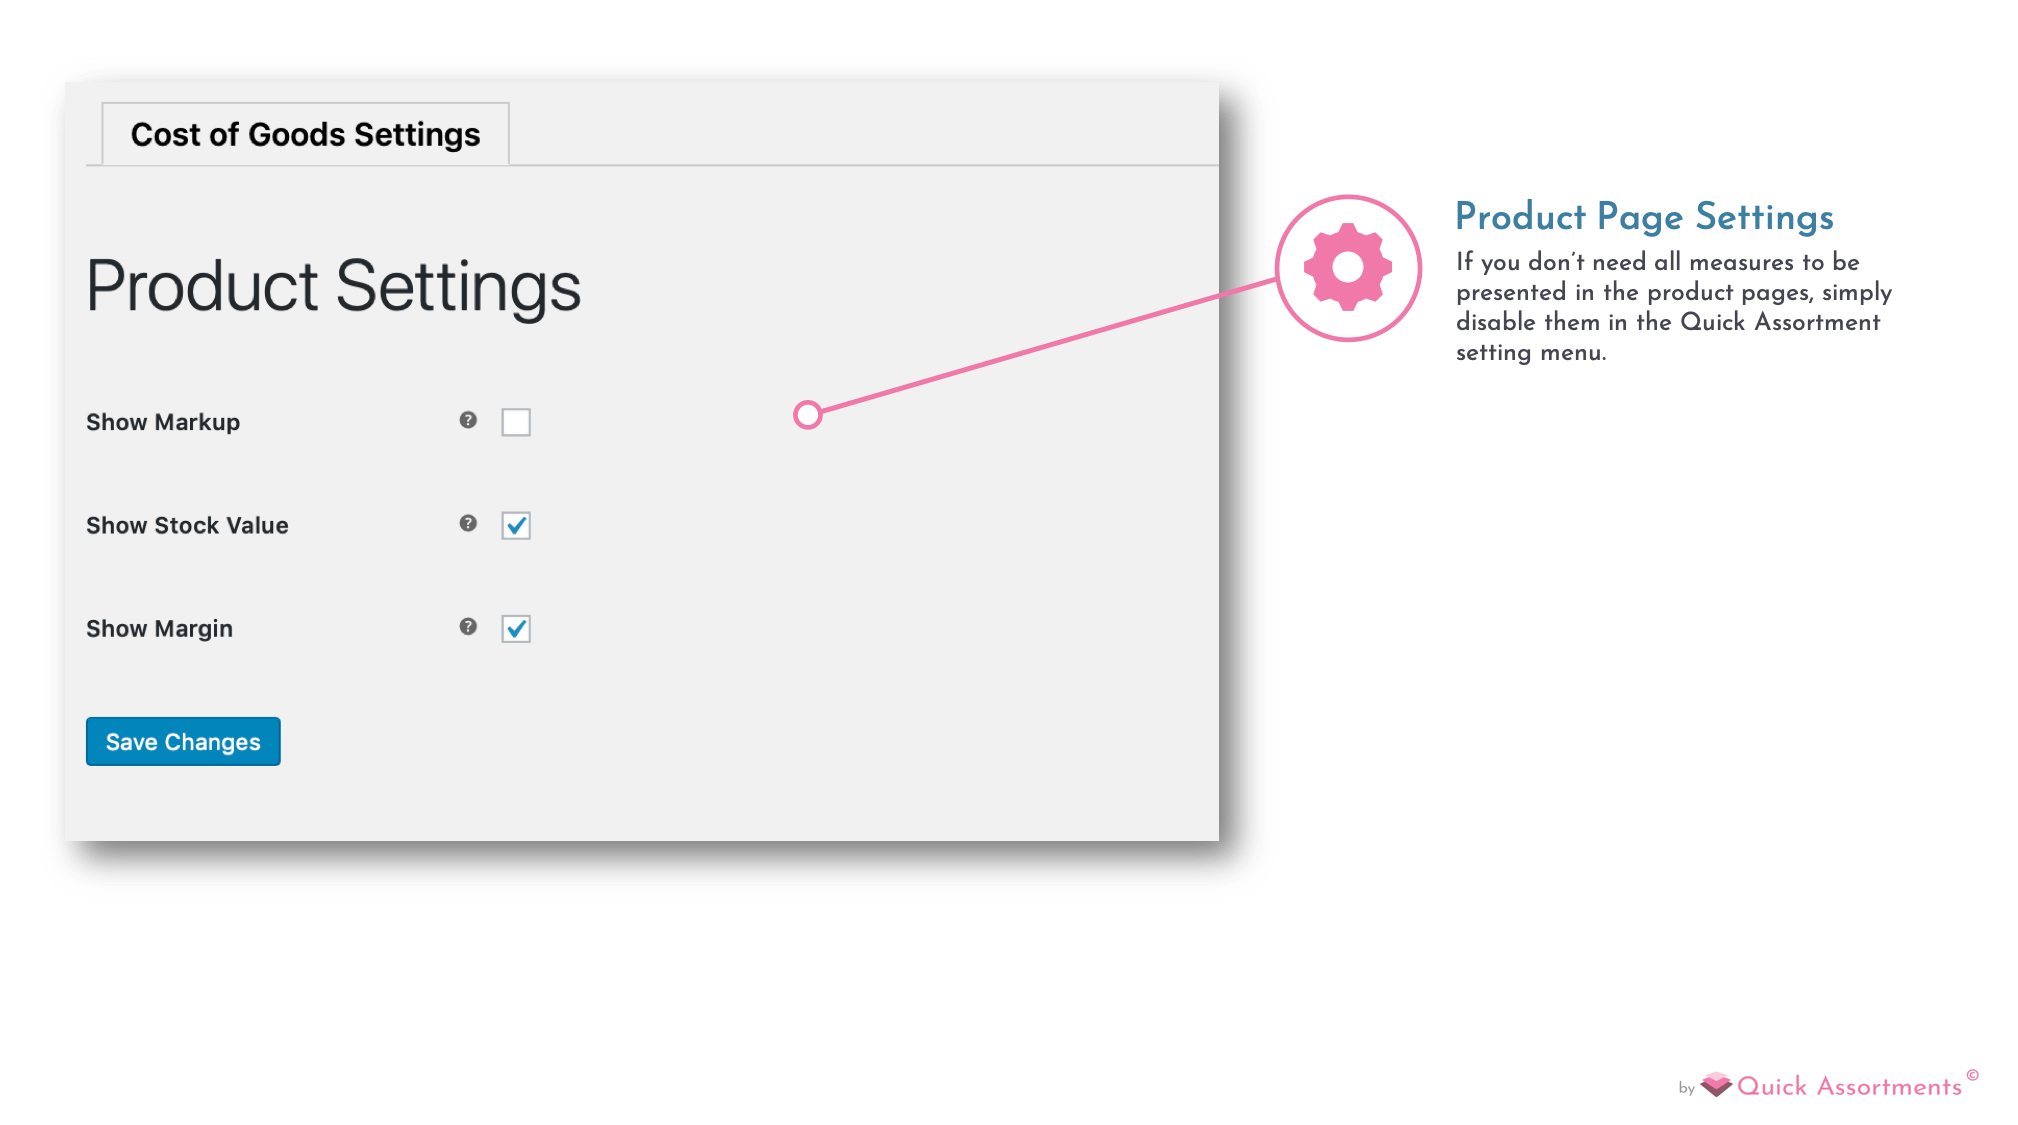 Cost of Goods Settings
Product Settings
Show Markup
Show Stock Value
Show Margin
Save Changes
Product Page Settings
If you don’t need all measures to be
presented in the product pages, simply
disable them in the Quick Assortment
setting menu.
by Quick Assortments©